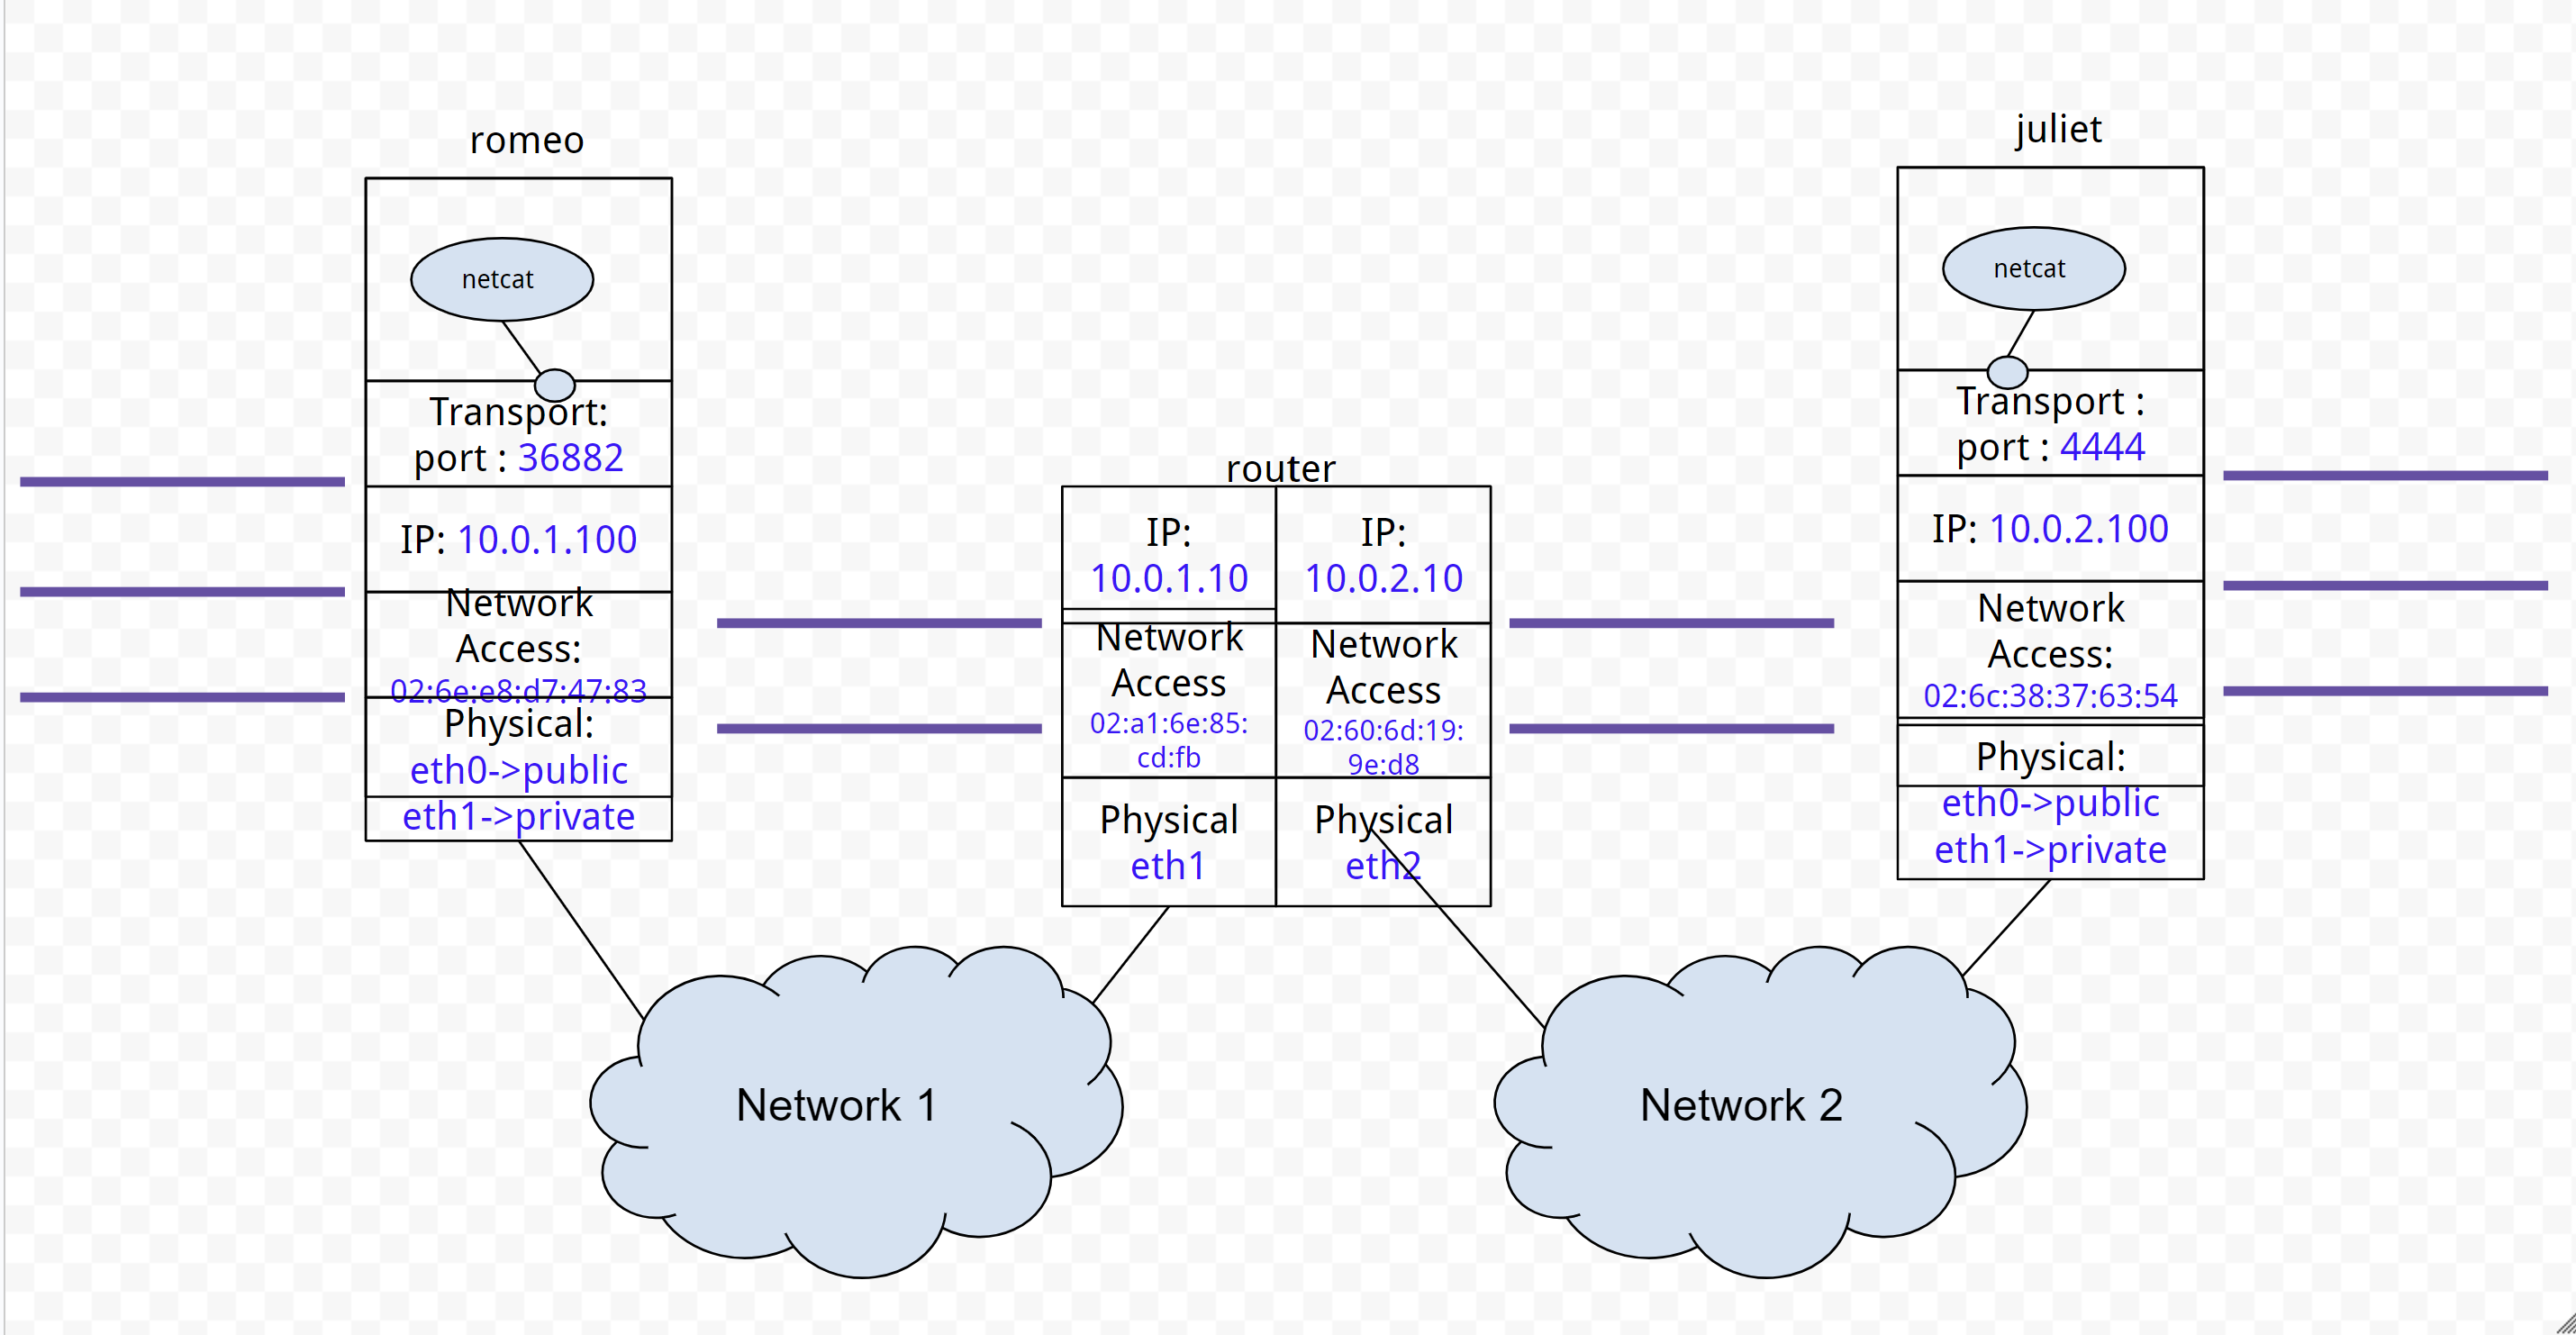 romeo
netcat
Transport:
port : 36882
IP: 10.0.1.100
Network
Access:
02:6e:e8:d7:47:83
Physical:
eth0->public
eth1->private
router
IP:
10.0.1.10
Network
Access
02:a1:6e:85:
cd:fb
Physical
eth1
IP:
10.0.2.10
Network
Access
02:60:6d:19:
9e:d8
Physical
eth2
juliet
netcat
Transport :
port : 4444
IP: 10.0.2.100
Network
Access:
02:6c:38:37:63:54
Physical:
eth0->public
eth1->private
Network 1
Network 2